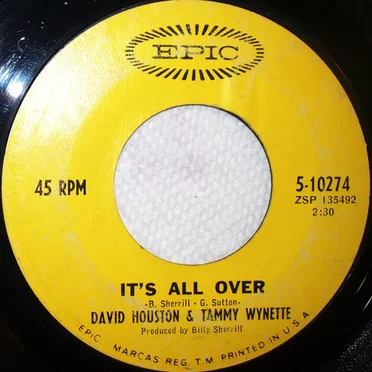 EPIC
45 RPM
5-10274
ZSP 135492
2:30
IT'S ALL OVER
-B. Sherrill - G. Sutton-
DAVID HOUSTON & TAMMY WYNETTE
Produced by Billy Sherrill
EPIC. MARCAS REG. T.M. PRINTED IN U.S.A.